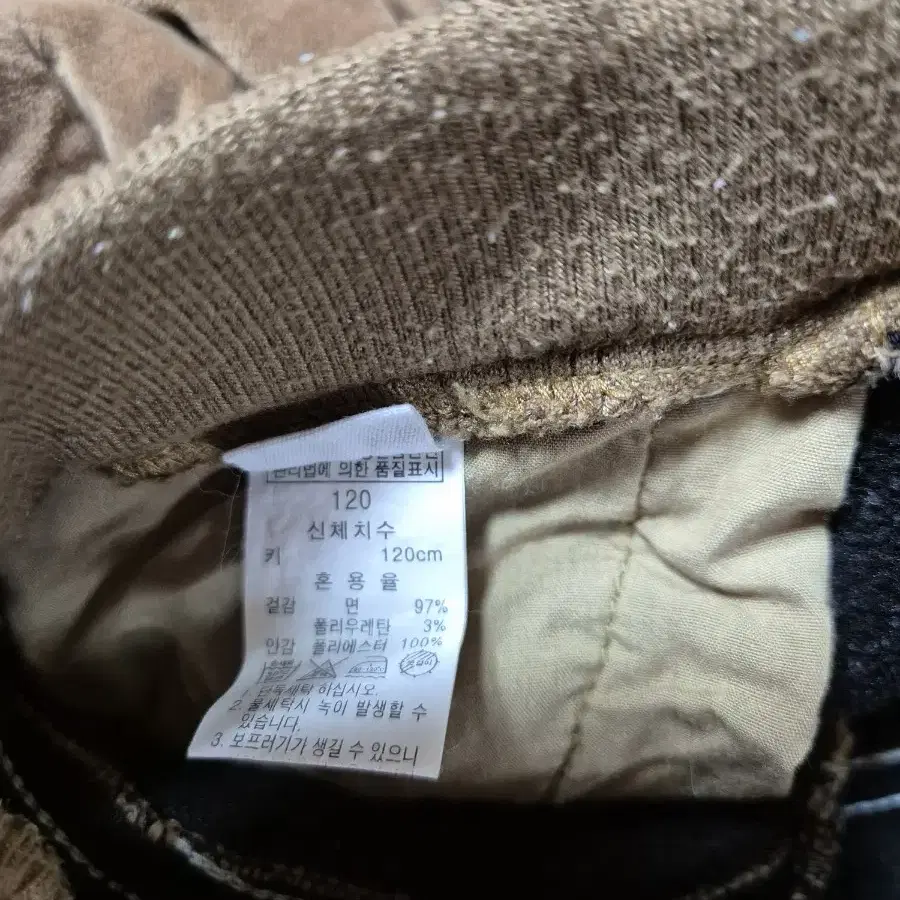 관리법에 의한 품질표시
120
신체치수
키 120cm
혼용율
겉감 면 97%
폴리우레탄 3%
안감 폴리에스터 100%
1. 단독세탁 하십시오.
2. 물세탁시 녹이 발생할 수
있습니다.
3. 보프러기가 생길 수 있으니